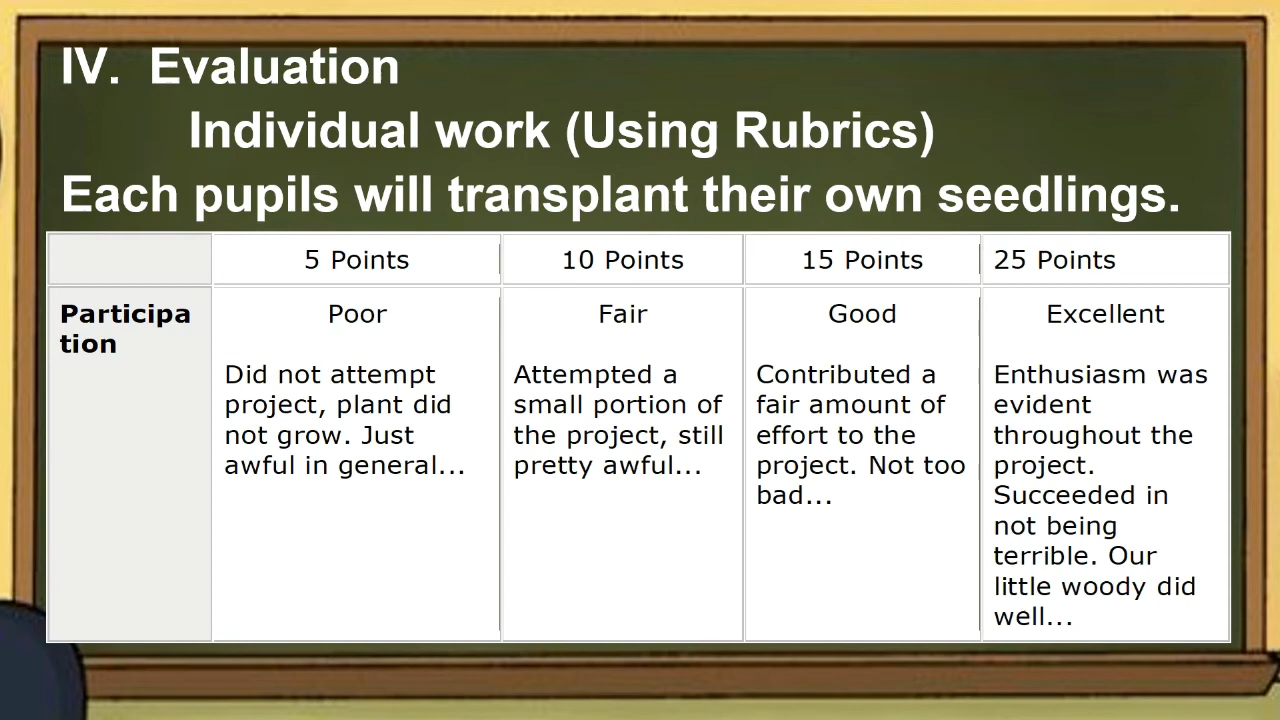 IV. Evaluation
Individual work (Using Rubrics)
Each pupils will transplant their own seedlings.
5 Points
10 Points
15 Points
25 Points
Participa
tion
Poor
Did not attempt
project, plant did
not grow. Just
awful in general...
Fair
Attempted a
small portion of
the project, still
pretty awful...
Good
Contributed a
fair amount of
effort to the
project. Not too
bad...
Excellent
Enthusiasm was
evident
throughout the
project.
Succeeded in
not being
terrible. Our
little woody did
well...